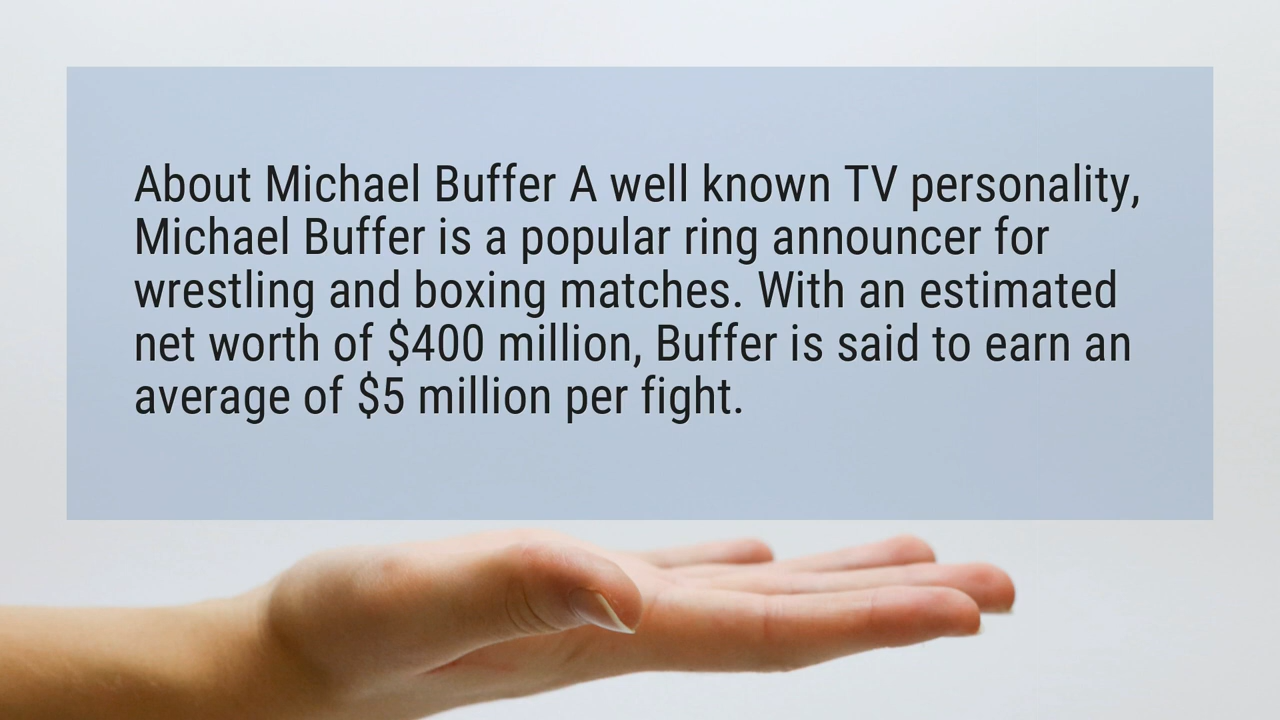 About Michael Buffer A well known TV personality,
Michael Buffer is a popular ring announcer for
wrestling and boxing matches. With an estimated
net worth of $400 million, Buffer is said to earn an
average of $5 million per fight.